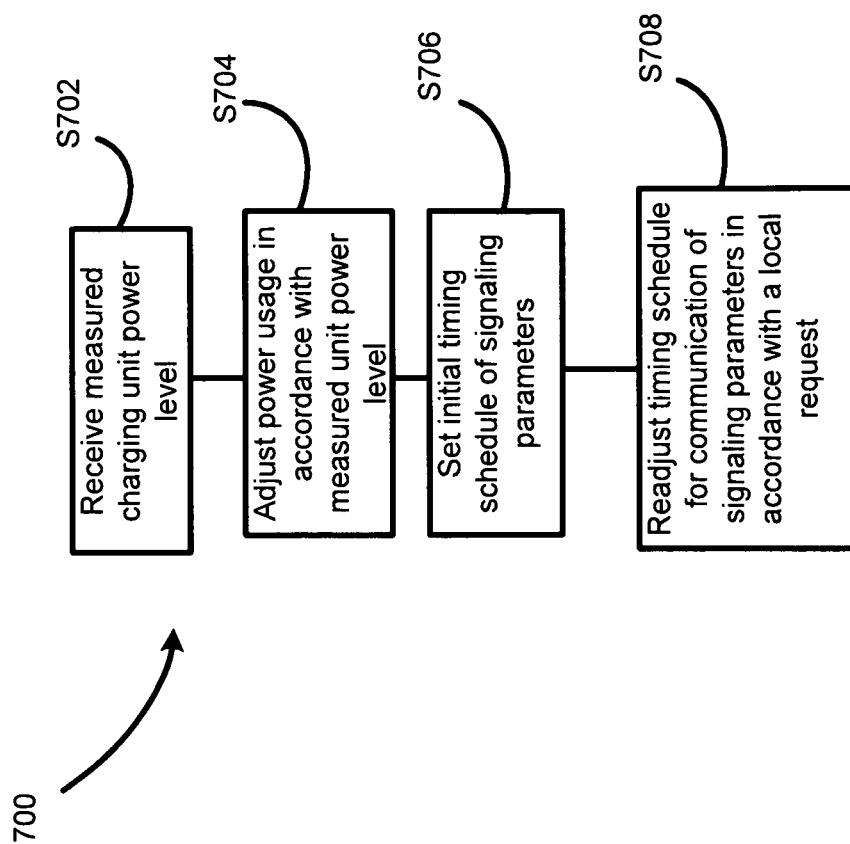 700
S702
Receive measured
charging unit power
level
S704
Adjust power usage in
accordance with
measured unit power
level
S706
Set initial timing
schedule of signaling
parameters
S708
Readjust timing schedule
for communication of
signaling parameters in
accordance with a local
request